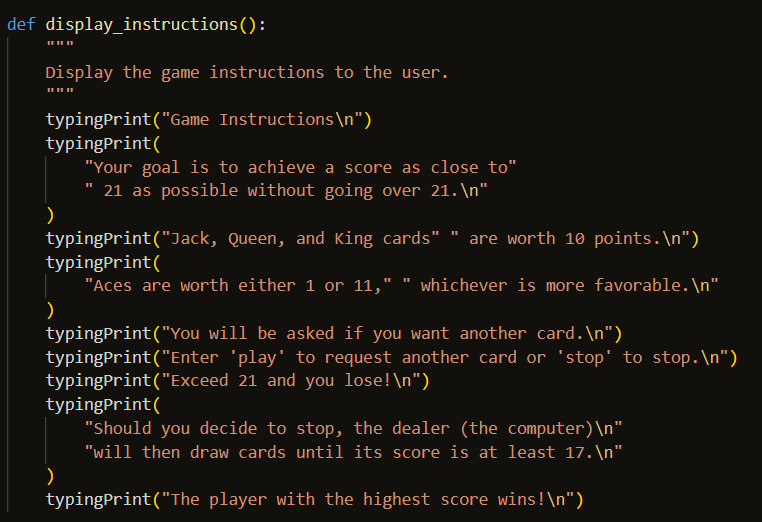 def display_instructions():
    """
    Display the game instructions to the user.
    """
    typingPrint("Game Instructions\n")
    typingPrint(
        "Your goal is to achieve a score as close to"
        " 21 as possible without going over 21.\n"
    )
    typingPrint("Jack, Queen, and King cards" " are worth 10 points.\n")
    typingPrint(
        "Aces are worth either 1 or 11," " whichever is more favorable.\n"
    )
    typingPrint("You will be asked if you want another card.\n")
    typingPrint("Enter 'play' to request another card or 'stop' to stop.\n")
    typingPrint("Exceed 21 and you lose!\n")
    typingPrint(
        "Should you decide to stop, the dealer (the computer)\n"
        "will then draw cards until its score is at least 17.\n"
    )
    typingPrint("The player with the highest score wins!\n")